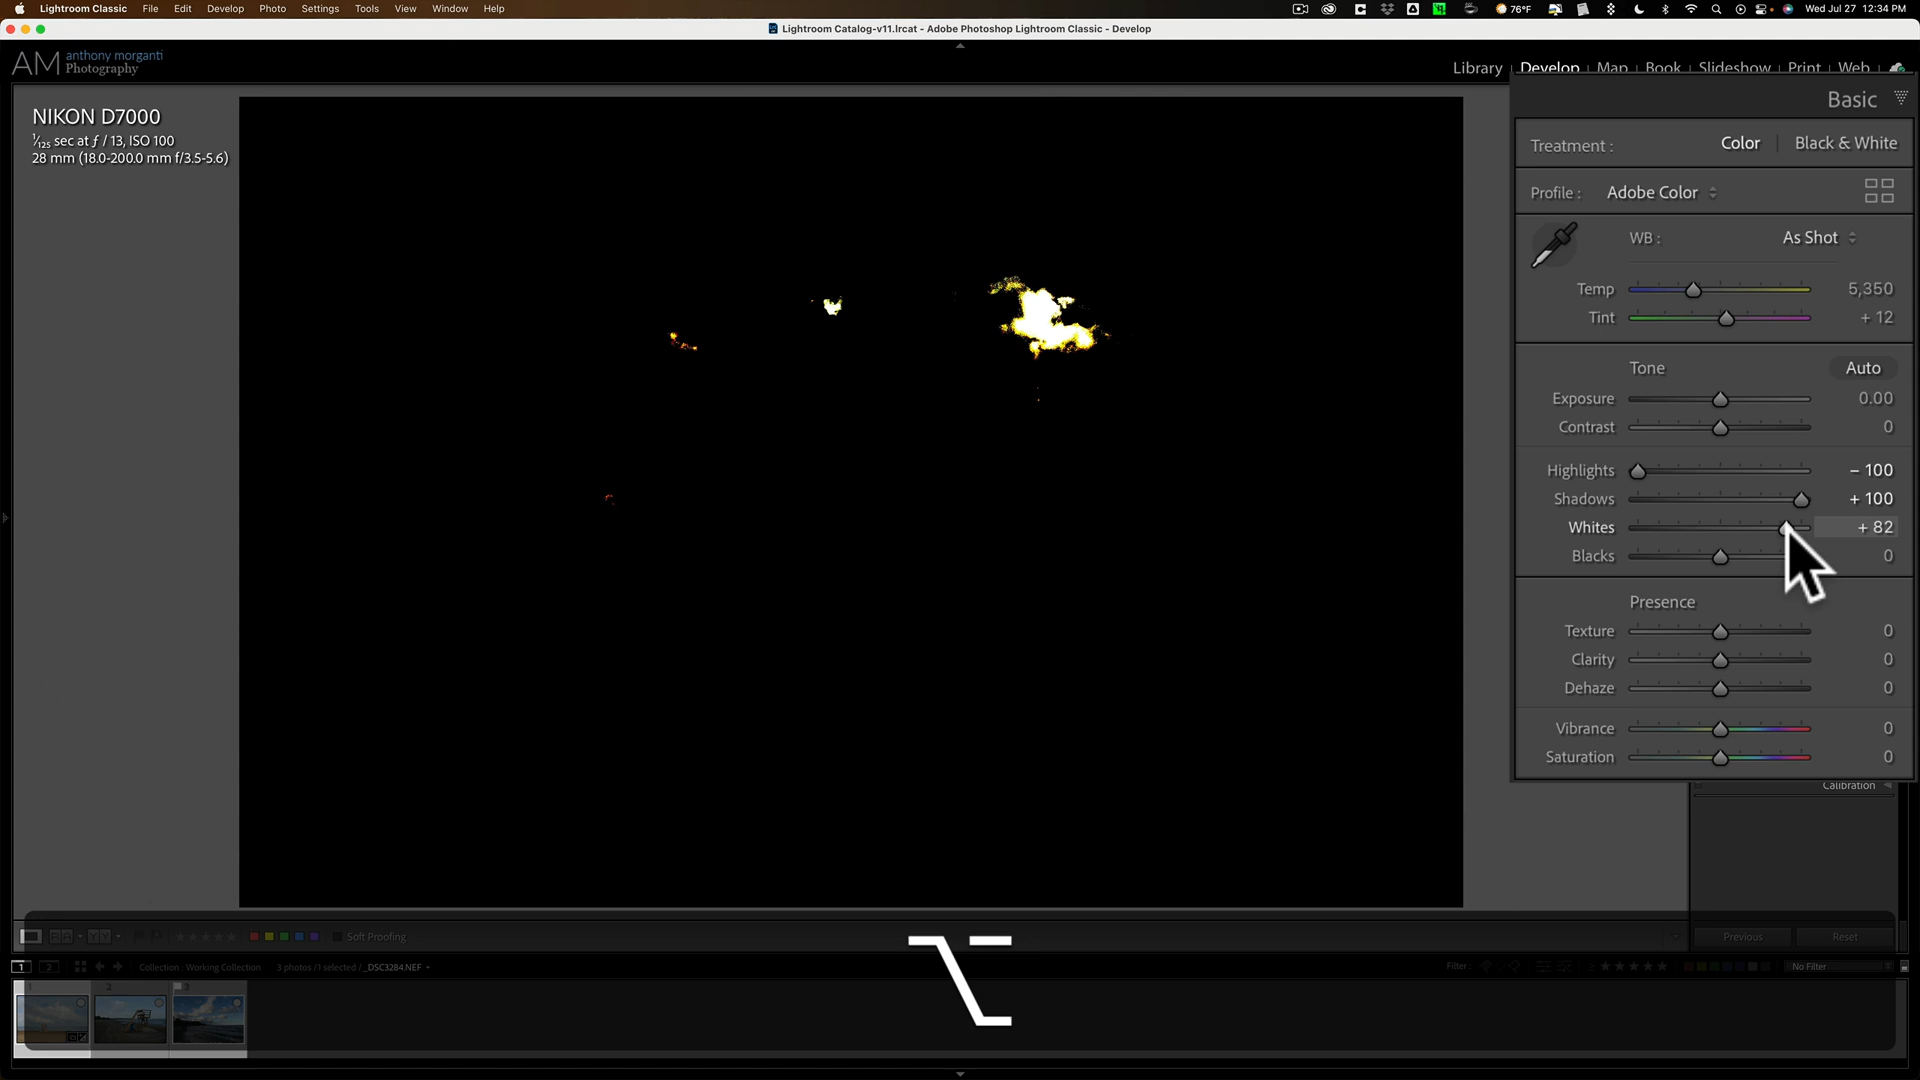 Lightroom Classic File Edit Develop Photo Settings Tools View Window Help 76°F Wed Jul 27 12:34 PM
Lightroom Catalog-v11.lrcat - Adobe Photoshop Lightroom Classic - Develop
AM anthony morganti
Photography
Library | Develop | Map | Book | Slideshow | Print | Web
NIKON D7000
1/125 sec at ƒ / 13, ISO 100
28 mm (18.0-200.0 mm f/3.5-5.6)
Basic
Treatment : Color | Black & White
Profile : Adobe Color
WB : As Shot
Temp 5,350
Tint + 12
Tone Auto
Exposure 0.00
Contrast 0
Highlights – 100
Shadows + 100
Whites + 82
Blacks 0
Presence
Texture 0
Clarity 0
Dehaze 0
Vibrance 0
Saturation 0
Calibration
Soft Proofing
Previous Reset
1 2 Collection : Working Collection 3 photos /1 selected / _DSC3284.NEF Filter : No Filter
1 2 3